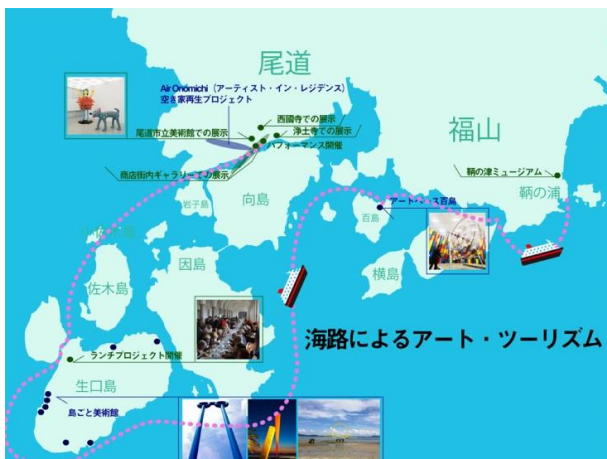 尾道
Air Onomichi（アーティスト・イン・レジデンス）
空き家再生プロジェクト
西國寺での展示
浄土寺での展示
尾道市立美術館での展示
パフォーマンス開催
商店街内ギャラリーでの展示
福山
鞆の津ミュージアム
鞆の浦
アートベース百島
百島
向島
岩子島
小佐木島
因島
佐木島
横島
海路によるアート・ツーリズム
ランチプロジェクト開催
生口島
島ごと美術館